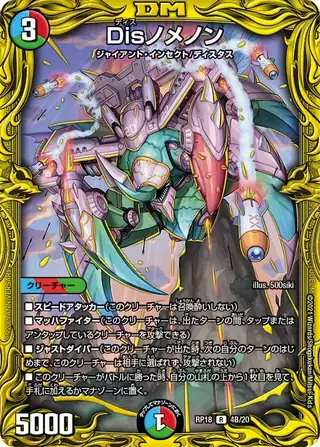 DM
3
ディス
Disノメノン
ジャイアント・インセクト/ディスタス
クリーチャー
illus. 500siki
■スピードアタッカー(このクリーチャーは召喚酔いしない)
■マッハファイター(このクリーチャーは、出たターンの間、タップまたは
アンタップしているクリーチャーを攻撃できる)
■ジャストダイバー(このクリーチャーが出た時、次の自分のターンのはじ
めまで、このクリーチャーは相手に選ばれず、攻撃されない)
■このクリーチャーがバトルに勝った時、自分の山札の上から1枚目を見て、
手札に加えるかマナゾーンに置く。
5000
1
RP18 R 4B/20